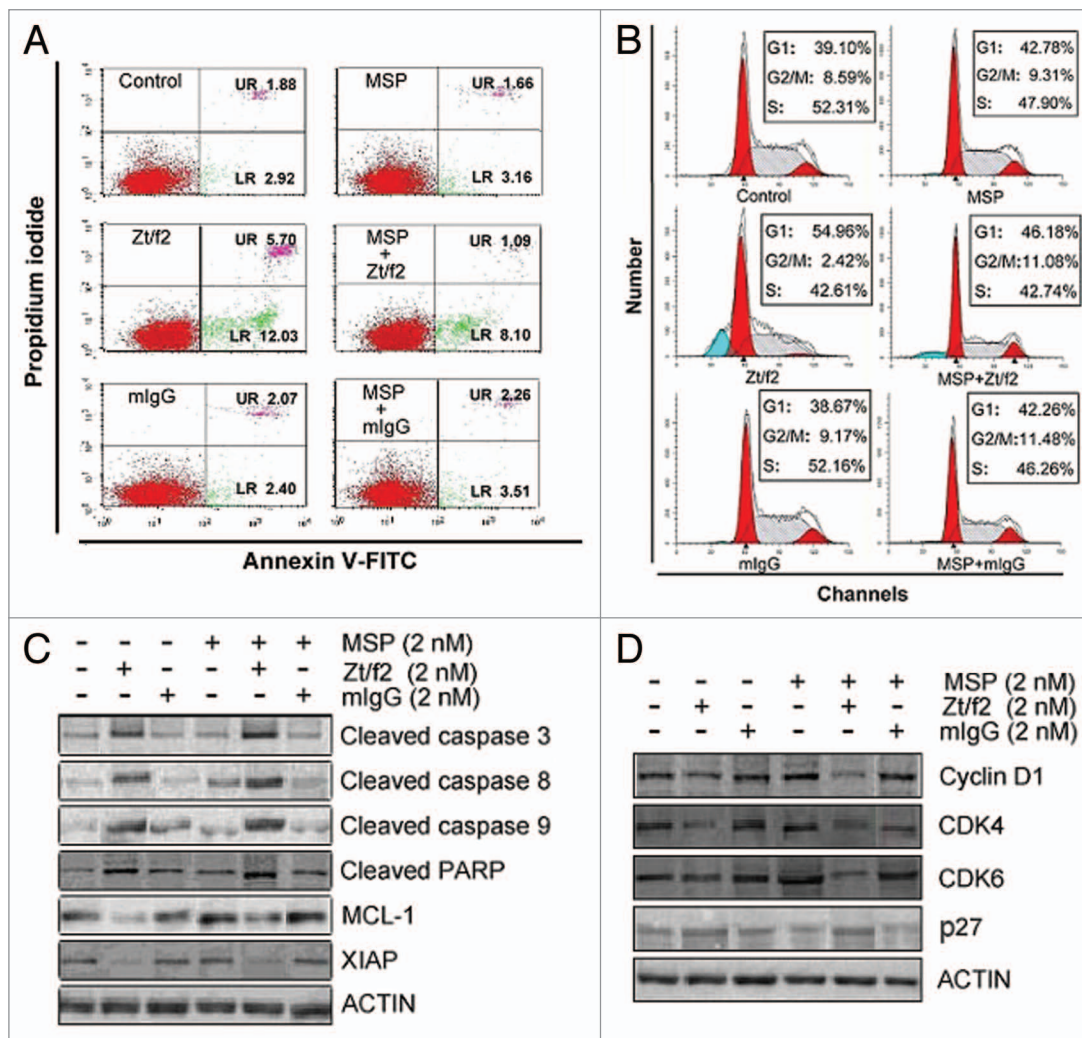 A
Control
UR 1.88
LR 2.92
MSP
UR 1.66
LR 3.16
Zt/f2
UR 5.70
LR 12.03
MSP
+
Zt/f2
UR 1.09
LR 8.10
mIgG
UR 2.07
LR 2.40
MSP
+
mIgG
UR 2.26
LR 3.51
Propidium iodide
Annexin V-FITC
B
G1: 39.10%
G2/M: 8.59%
S: 52.31%
Control
G1: 42.78%
G2/M: 9.31%
S: 47.90%
MSP
G1: 54.96%
G2/M: 2.42%
S: 42.61%
Zt/f2
G1: 46.18%
G2/M:11.08%
S: 42.74%
MSP+Zt/f2
G1: 38.67%
G2/M: 9.17%
S: 52.16%
mIgG
G1: 42.26%
G2/M:11.48%
S: 46.26%
MSP+mIgG
Number
Channels
C
- - - + + + MSP (2 nM)
- + - - + - Zt/f2 (2 nM)
- - + - - + mIgG (2 nM)
Cleaved caspase 3
Cleaved caspase 8
Cleaved caspase 9
Cleaved PARP
MCL-1
XIAP
ACTIN
D
- - - + + + MSP (2 nM)
- + - - + - Zt/f2 (2 nM)
- - + - - + mIgG (2 nM)
Cyclin D1
CDK4
CDK6
p27
ACTIN